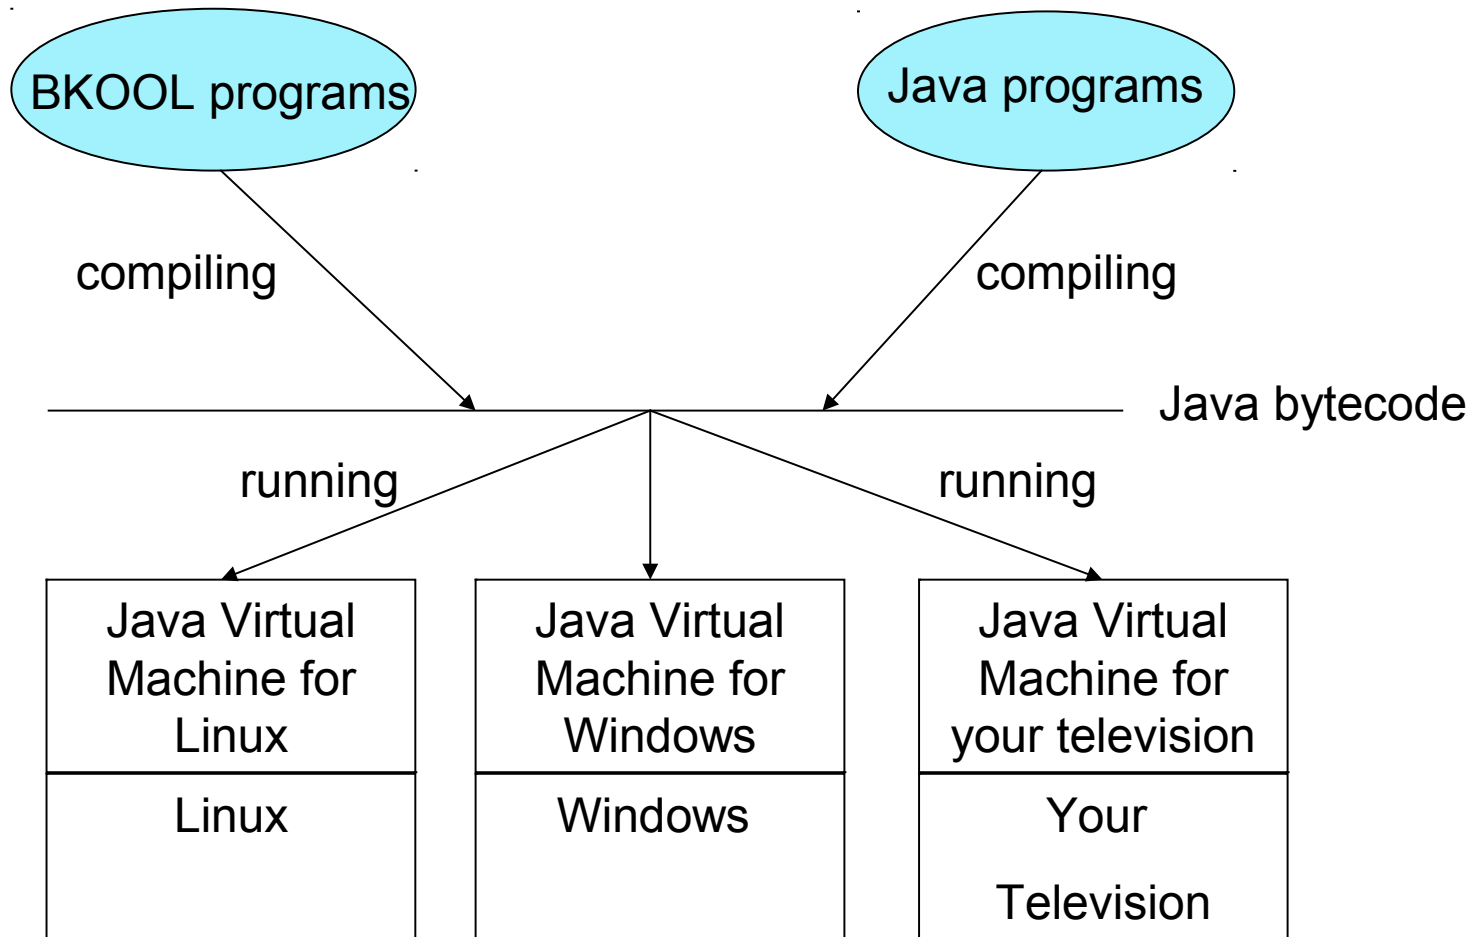 BKOOL programs
Java programs
compiling
compiling
Java bytecode
running
running
Java Virtual
Machine for
Linux
Java Virtual
Machine for
Windows
Java Virtual
Machine for
your television
Linux
Windows
Your
Television